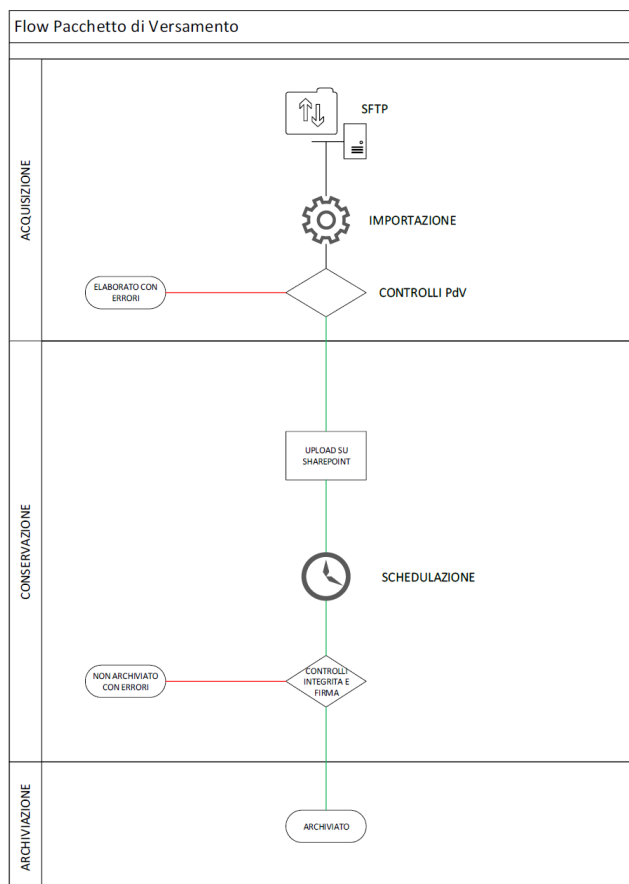 Flow Pacchetto di Versamento
ACQUISIZIONE
SFTP
IMPORTAZIONE
ELABORATO CON
ERRORI
CONTROLLI PdV
CONSERVAZIONE
UPLOAD SU
SHAREPOINT
SCHEDULAZIONE
NON ARCHIVIATO
CON ERRORI
CONTROLLI
INTEGRITA E
FIRMA
ARCHIVIAZIONE
ARCHIVIATO